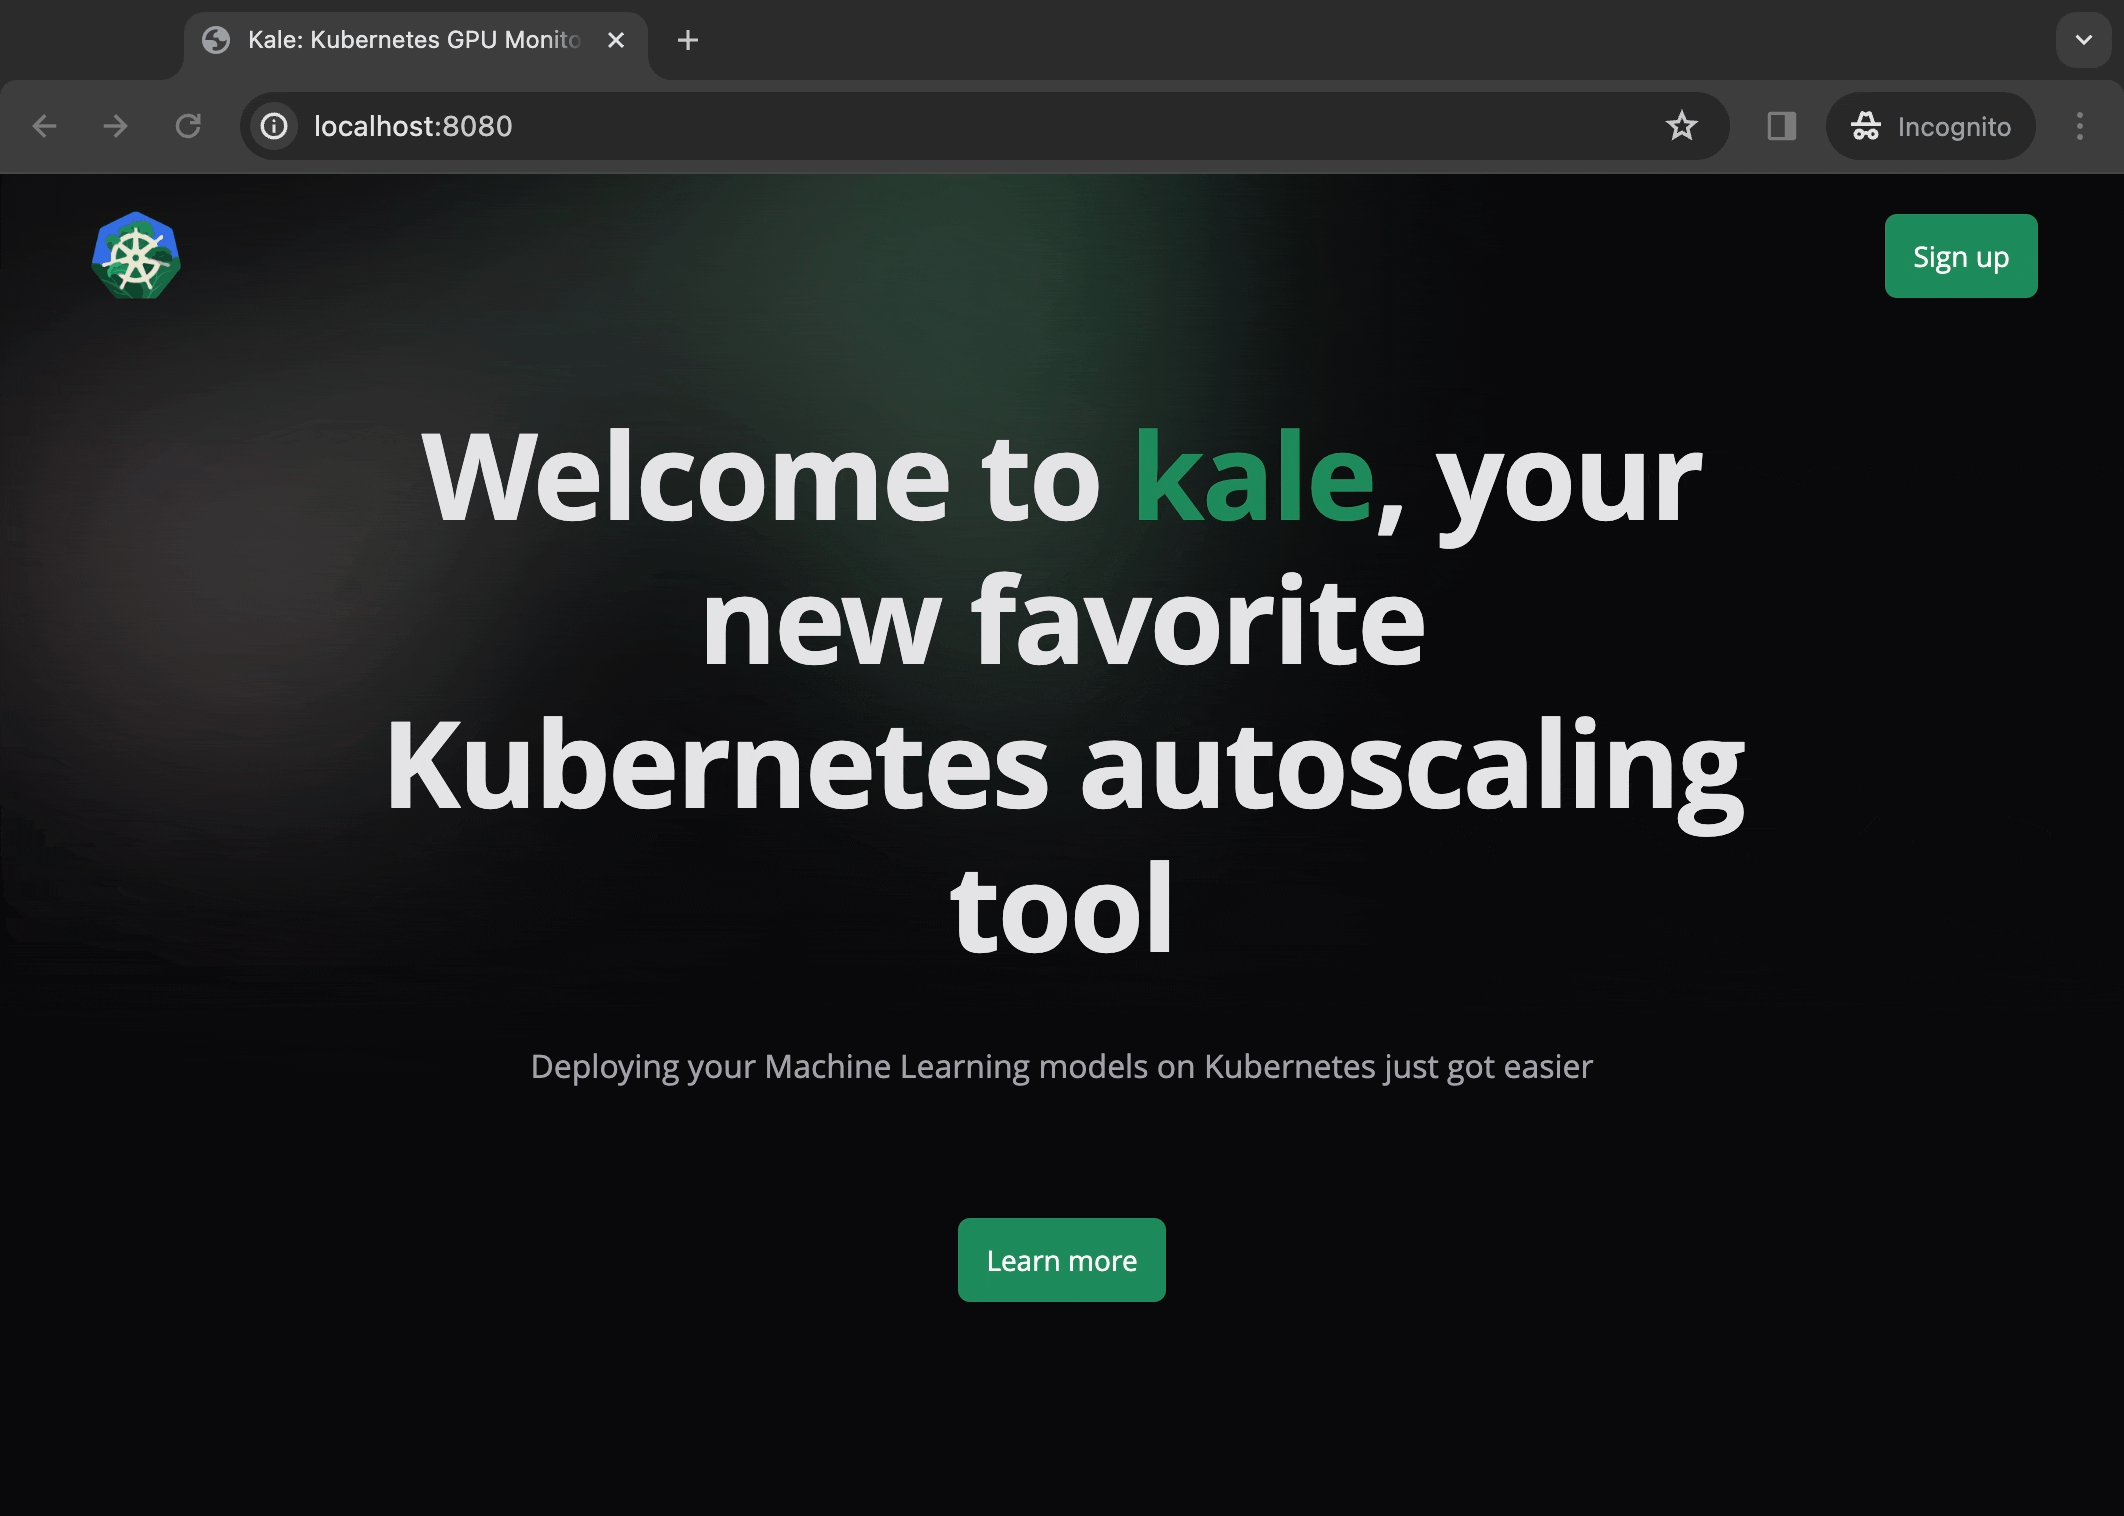 Kale: Kubernetes GPU Monito
localhost:8080
Incognito
Sign up
Welcome to kale, your
new favorite
Kubernetes autoscaling
tool
Deploying your Machine Learning models on Kubernetes just got easier
Learn more